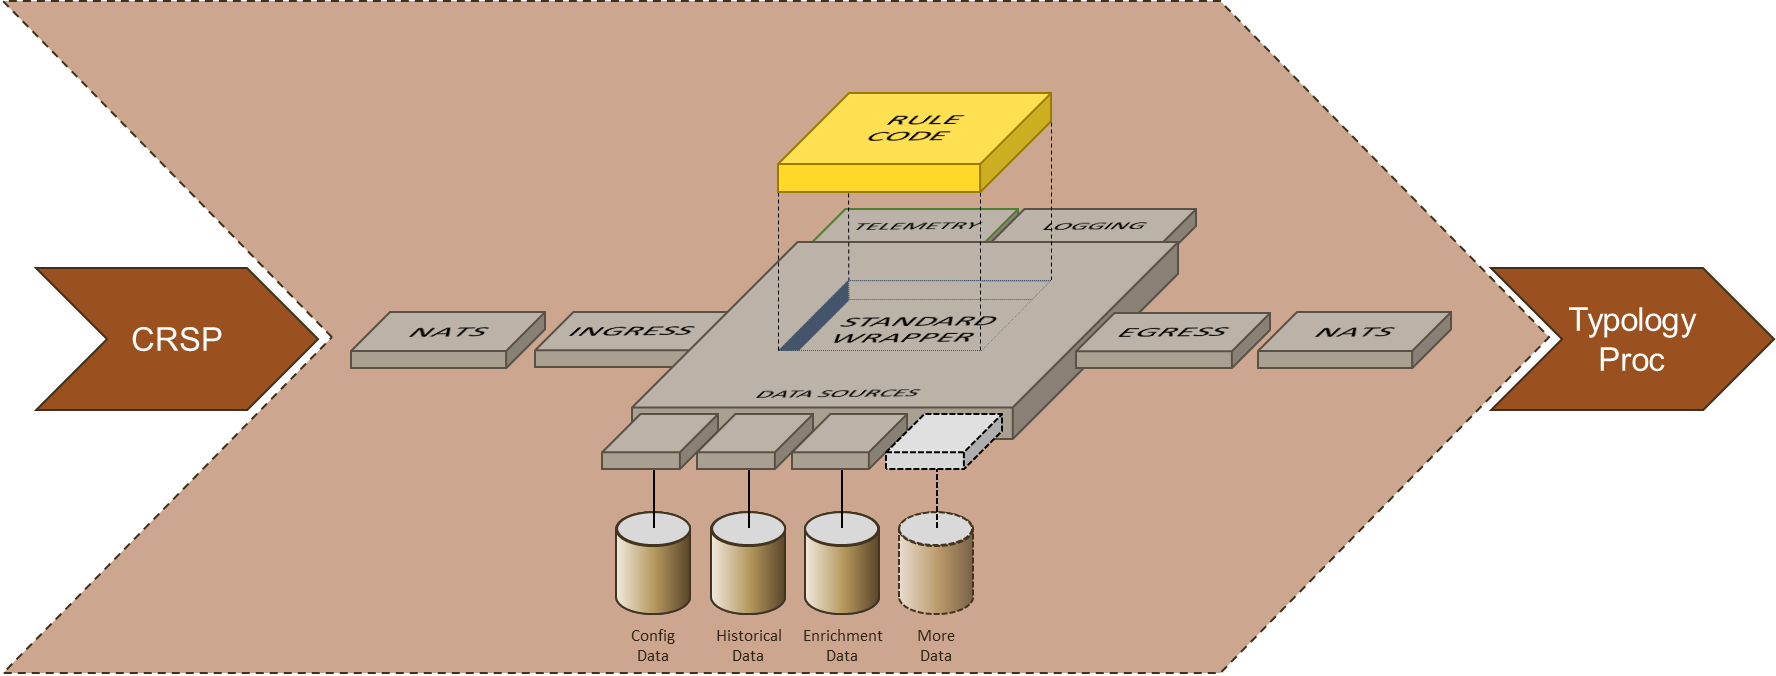 RULE
CODE
TELEMETRY
LOGGING
CRSP
NATS
INGRESS
STANDARD
WRAPPER
EGRESS
NATS
Typology
Proc
DATA SOURCES
Config
Data
Historical
Data
Enrichment
Data
More
Data